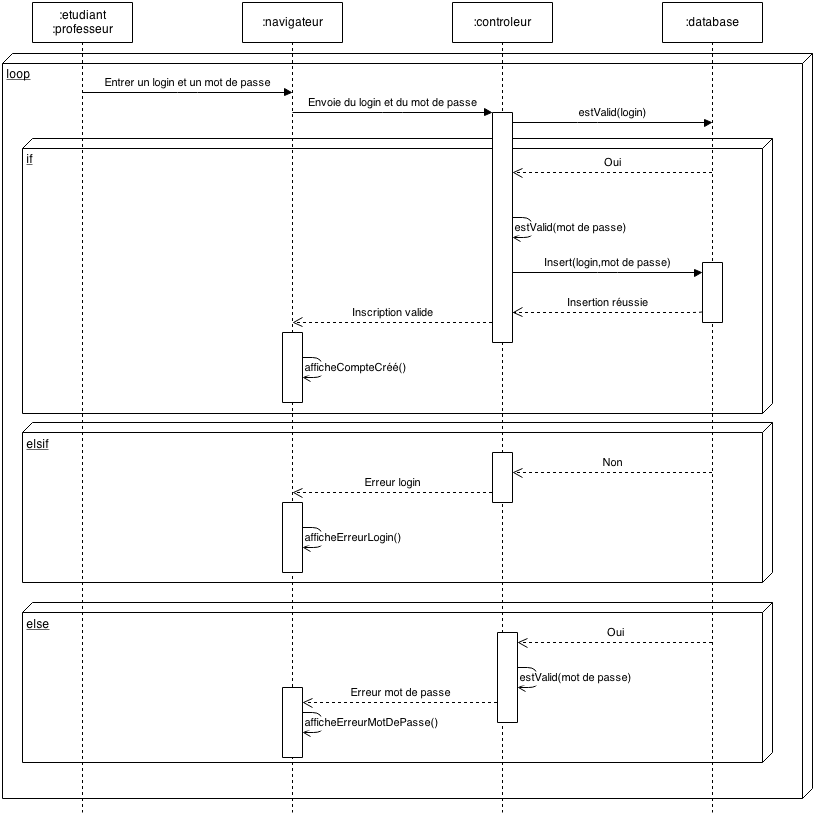 :etudiant
:professeur
:navigateur
:controleur
:database
loop
Entrer un login et un mot de passe
Envoie du login et du mot de passe
estValid(login)
if
Oui
estValid(mot de passe)
Insert(login,mot de passe)
Insertion réussie
Inscription valide
afficheCompteCréé()
elsif
Non
Erreur login
afficheErreurLogin()
else
Oui
estValid(mot de passe)
Erreur mot de passe
afficheErreurMotDePasse()